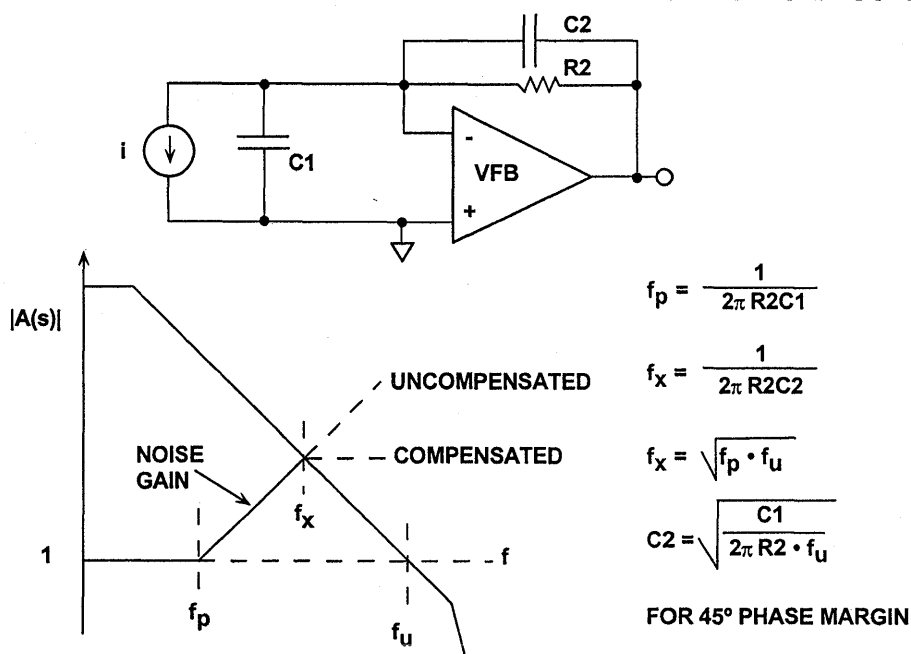 C2
R2
i
C1
-
VFB
+
|A(s)|
UNCOMPENSATED
COMPENSATED
NOISE
GAIN
fx
1
f
fp
fu
fp = 1 / 2π R2C1
fx = 1 / 2π R2C2
fx = √fp • fu
C2 = √C1 / 2π R2 • fu
FOR 45º PHASE MARGIN